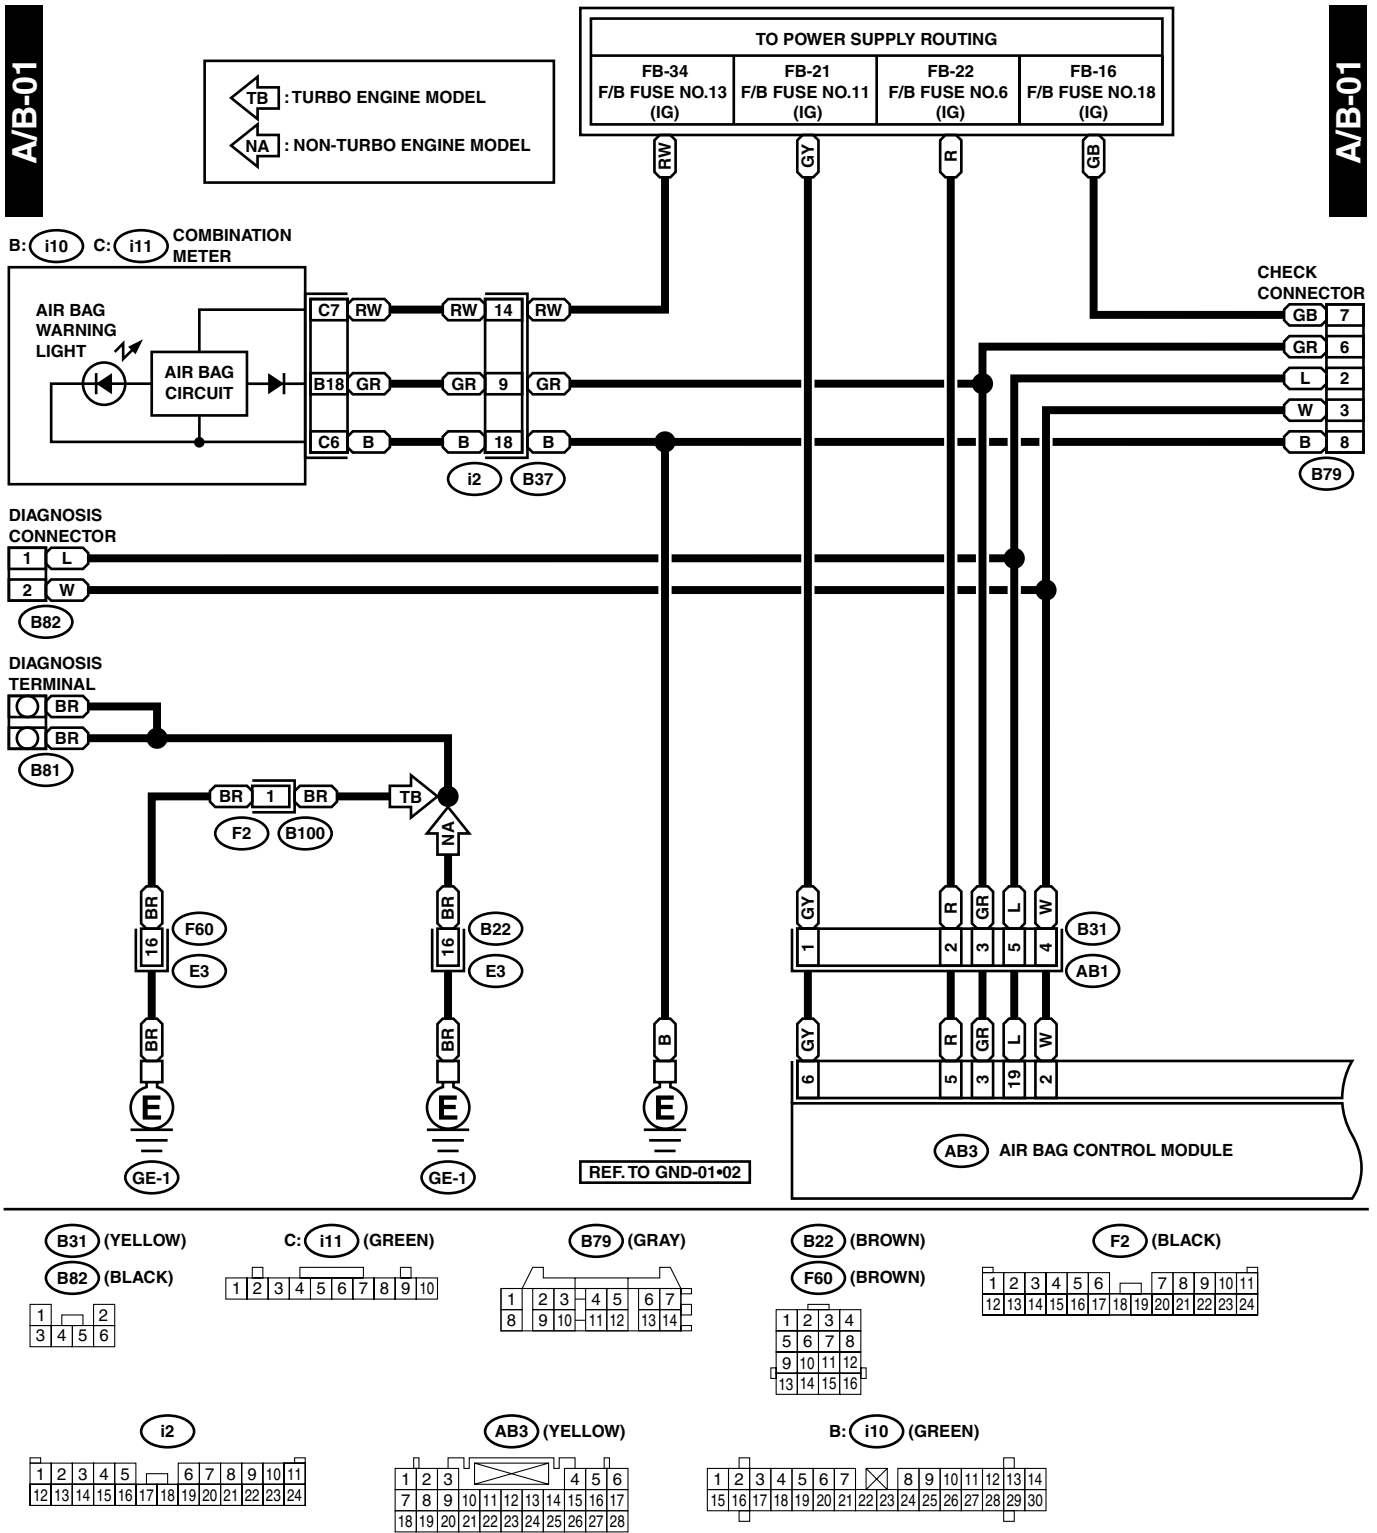 A/B-01
A/B-01
TB : TURBO ENGINE MODEL
NA : NON-TURBO ENGINE MODEL
TO POWER SUPPLY ROUTING
FB-34
F/B FUSE NO.13
(IG)
FB-21
F/B FUSE NO.11
(IG)
FB-22
F/B FUSE NO.6
(IG)
FB-16
F/B FUSE NO.18
(IG)
RW GY R GB
B: i10 C: i11 COMBINATION
METER
AIR BAG
WARNING
LIGHT
AIR BAG
CIRCUIT
C7 RW RW 14 RW
B18 GR GR 9 GR
C6 B B 18 B
i2 B37
CHECK
CONNECTOR
GB 7
GR 6
L 2
W 3
B 8
B79
DIAGNOSIS
CONNECTOR
1 L
2 W
B82
DIAGNOSIS
TERMINAL
BR
BR
B81
BR 1 BR TB
F2 B100
NA
BR BR GY R GR L W
16 F60 16 B22 1 2 3 5 4 B31
E3 E3 AB1
BR BR B GY R GR L W
6 5 3 19 2
E E E
GE-1 GE-1 REF. TO GND-01•02
AB3 AIR BAG CONTROL MODULE
B31 (YELLOW)
B82 (BLACK)
1 2
3 4 5 6
C: i11 (GREEN)
1 2 3 4 5 6 7 8 9 10
B79 (GRAY)
1 2 3 4 5 6 7
8 9 10 11 12 13 14
B22 (BROWN)
F60 (BROWN)
1 2 3 4
5 6 7 8
9 10 11 12
13 14 15 16
F2 (BLACK)
1 2 3 4 5 6 7 8 9 10 11
12 13 14 15 16 17 18 19 20 21 22 23 24
i2
1 2 3 4 5 6 7 8 9 10 11
12 13 14 15 16 17 18 19 20 21 22 23 24
AB3 (YELLOW)
1 2 3 4 5 6
7 8 9 10 11 12 13 14 15 16 17
18 19 20 21 22 23 24 25 26 27 28
B: i10 (GREEN)
1 2 3 4 5 6 7 8 9 10 11 12 13 14
15 16 17 18 19 20 21 22 23 24 25 26 27 28 29 30